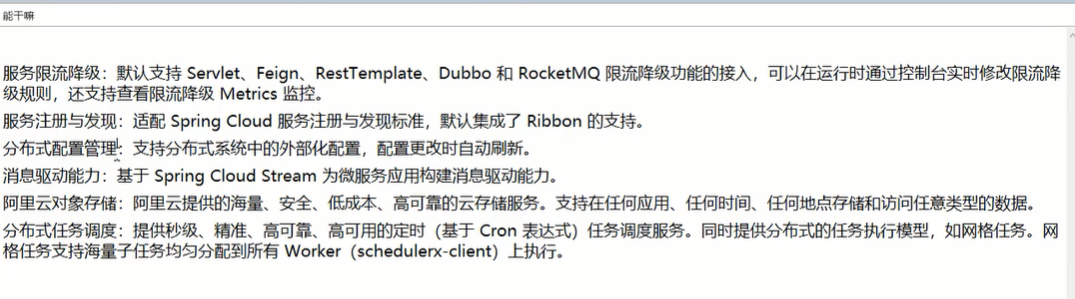 能干嘛
服务限流降级：默认支持 Servlet、Feign、RestTemplate、Dubbo 和 RocketMQ 限流降级功能的接入，可以在运行时通过控制台实时修改限流降
级规则，还支持查看限流降级 Metrics 监控。
服务注册与发现：适配 Spring Cloud 服务注册与发现标准，默认集成了 Ribbon 的支持。
分布式配置管理：支持分布式系统中的外部化配置，配置更改时自动刷新。
消息驱动能力：基于 Spring Cloud Stream 为微服务应用构建消息驱动能力。
阿里云对象存储：阿里云提供的海量、安全、低成本、高可靠的云存储服务。支持在任何应用、任何时间、任何地点存储和访问任意类型的数据。
分布式任务调度：提供秒级、精准、高可靠、高可用的定时（基于 Cron 表达式）任务调度服务。同时提供分布式的任务执行模型，如网格任务。网
格任务支持海量子任务均匀分配到所有 Worker（schedulerx-client）上执行。